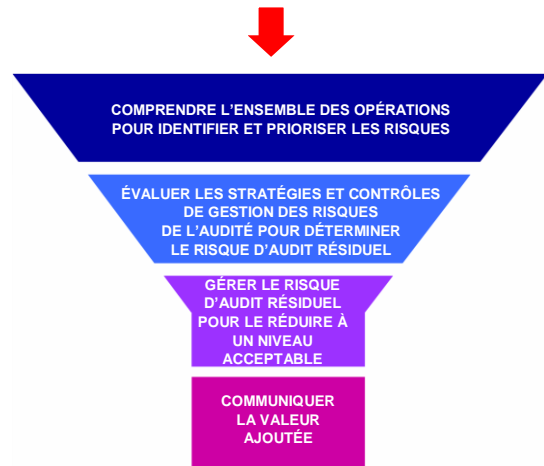 COMPRENDRE L'ENSEMBLE DES OPÉRATIONS
POUR IDENTIFIER ET PRIORISER LES RISQUES
ÉVALUER LES STRATÉGIES ET CONTRÔLES
DE GESTION DES RISQUES
DE L'AUDITÉ POUR DÉTERMINER
LE RISQUE D'AUDIT RÉSIDUEL
GÉRER LE RISQUE
D'AUDIT RÉSIDUEL
POUR LE RÉDUIRE À
UN NIVEAU
ACCEPTABLE
COMMUNIQUER
LA VALEUR
AJOUTÉE